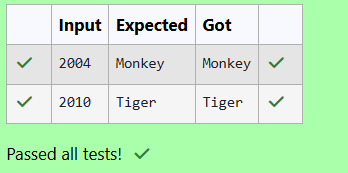 Input Expected Got
2004 Monkey Monkey
2010 Tiger Tiger
Passed all tests!